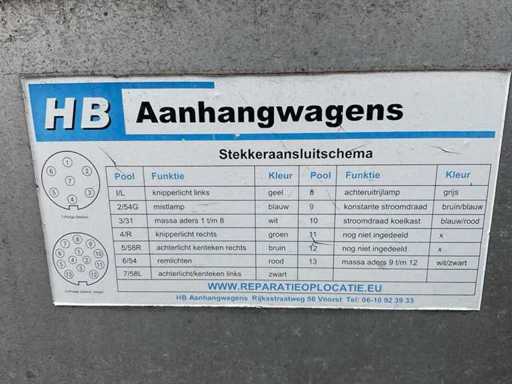 HB Aanhangwagens
Stekkeraansluitschema
Pool Funktie Kleur Pool Funktie Kleur
I/L knipperlicht links geel 8 achteruitrijlamp grijs
2/54G mistlamp blauw 9 konstante stroomdraad bruin/blauw
3/31 massa aders 1 t/m 8 wit 10 stroomdraad koelkast blauw/rood
4/R knipperlicht rechts groen 11 nog niet ingedeeld x
5/58R achterlicht kenteken rechts bruin 12 nog niet ingedeeld x
6/54 remlichten rood 13 massa aders 9 t/m 12 wit/zwart
7/58L achterlicht/kenteken links zwart
WWW.REPARATIEOPLOCATIE.EU
HB Aanhangwagens Rijksstraatweg 56 Voorst Tel: 06-10 92 39 33